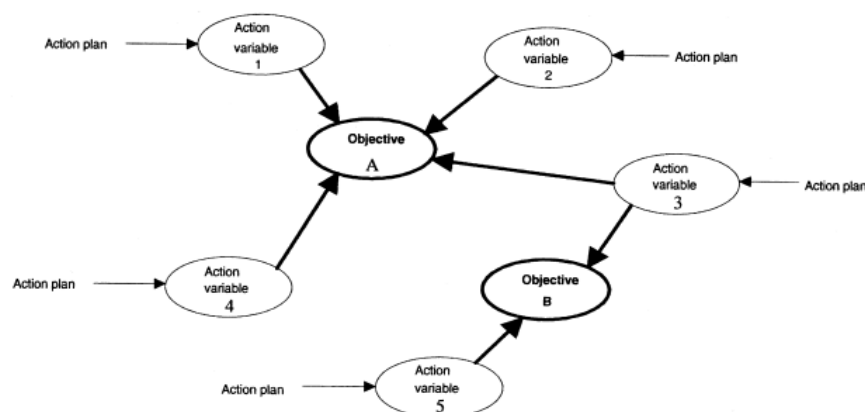 Action plan
Action
variable
1
Action
variable
2
Action plan
Objective
A
Action
variable
3
Action plan
Action plan
Action
variable
4
Objective
B
Action plan
Action
variable
5